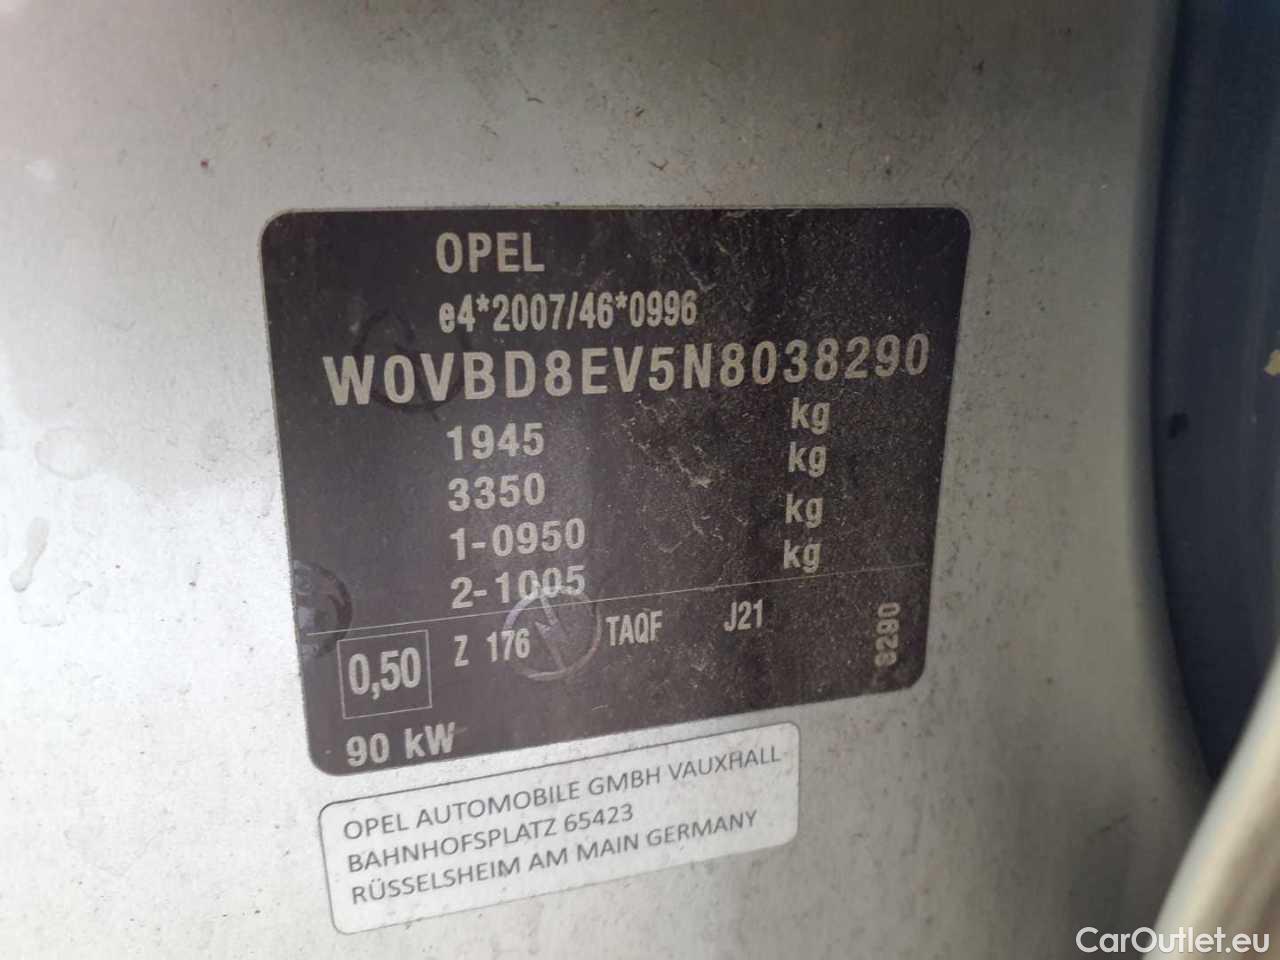 OPEL
e4*2007/46*0996
W0VBD8EV5N8038290
1945 kg
3350 kg
1-0950 kg
2-1005 kg
0,50 Z 176 TAQF J21 8290
90 kW
OPEL AUTOMOBILE GMBH VAUXHALL
BAHNHOFSPLATZ 65423
RÜSSELSHEIM AM MAIN GERMANY
CarOutlet.eu